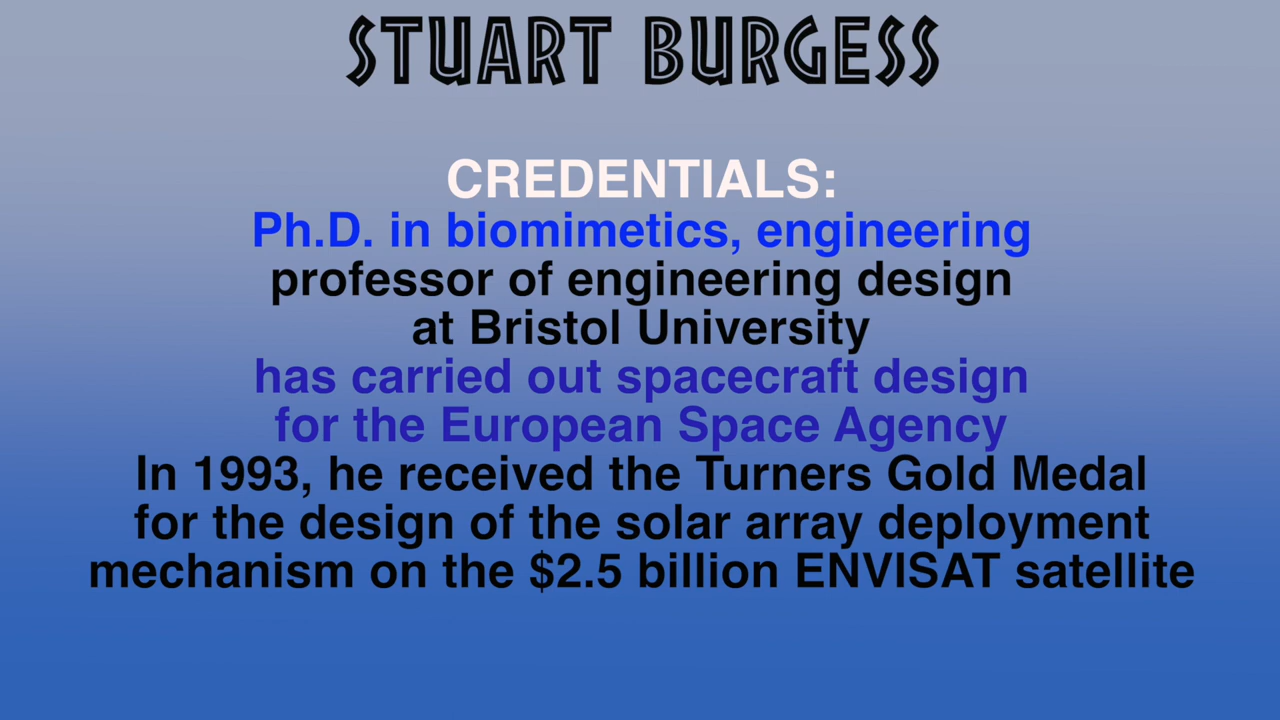 STUART BURGESS
CREDENTIALS:
Ph.D. in biomimetics, engineering
professor of engineering design
at Bristol University
has carried out spacecraft design
for the European Space Agency
In 1993, he received the Turners Gold Medal
for the design of the solar array deployment
mechanism on the $2.5 billion ENVISAT satellite